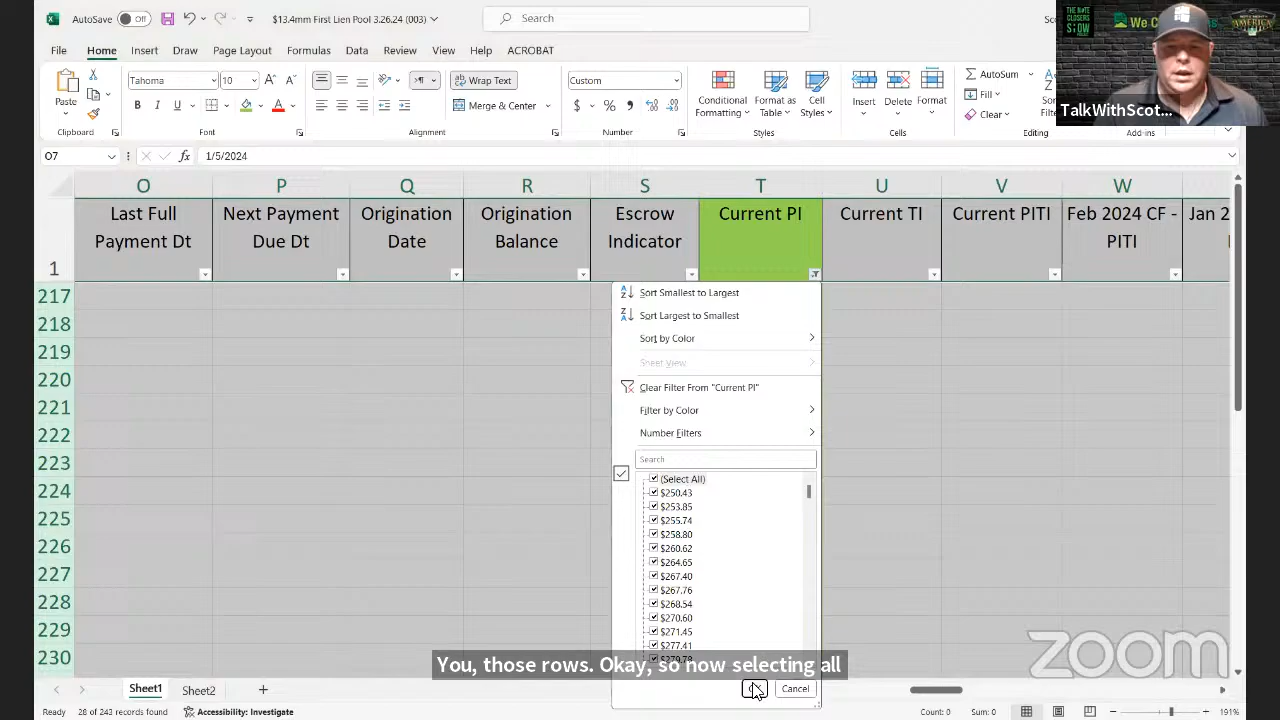 AutoSave Off $13.4mm First Lien Pool 03.18.24 (008) Search
File Home Insert Draw Page Layout Formulas Review View Help ACROBAT
Paste Tahoma Wrap Text Custom AutoSum
B I U Merge & Center $ % Conditional Formatting Format as Table Cell Styles Insert Delete Format Fill
Clear
Clipboard Font Alignment Number Styles Cells Editing Add-ins
O7 fx 1/5/2024
O P Q R S T U V W
Last Full Payment Dt Next Payment Due Dt Origination Date Origination Balance Escrow Indicator Current PI Current TI Current PITI Feb 2024 CF - PITI Jan 2
1
217
218
219
220
221
222
223
224
225
226
227
228
229
230
Sort Smallest to Largest
Sort Largest to Smallest
Sort by Color
Sheet View
Clear Filter From "Current PI"
Filter by Color
Number Filters
Search
(Select All)
$250.43
$253.85
$255.74
$258.80
$260.62
$264.65
$267.40
$267.76
$268.54
$270.60
$271.45
$277.41
Cancel
THE NOTE CLOSERS SHOW
TalkWithScot...
You, those rows. Okay, so now selecting all
zoom
Sheet1 Sheet2
Ready 28 of 243 records found Accessibility: Investigate Count: 0 Sum: 0 191%